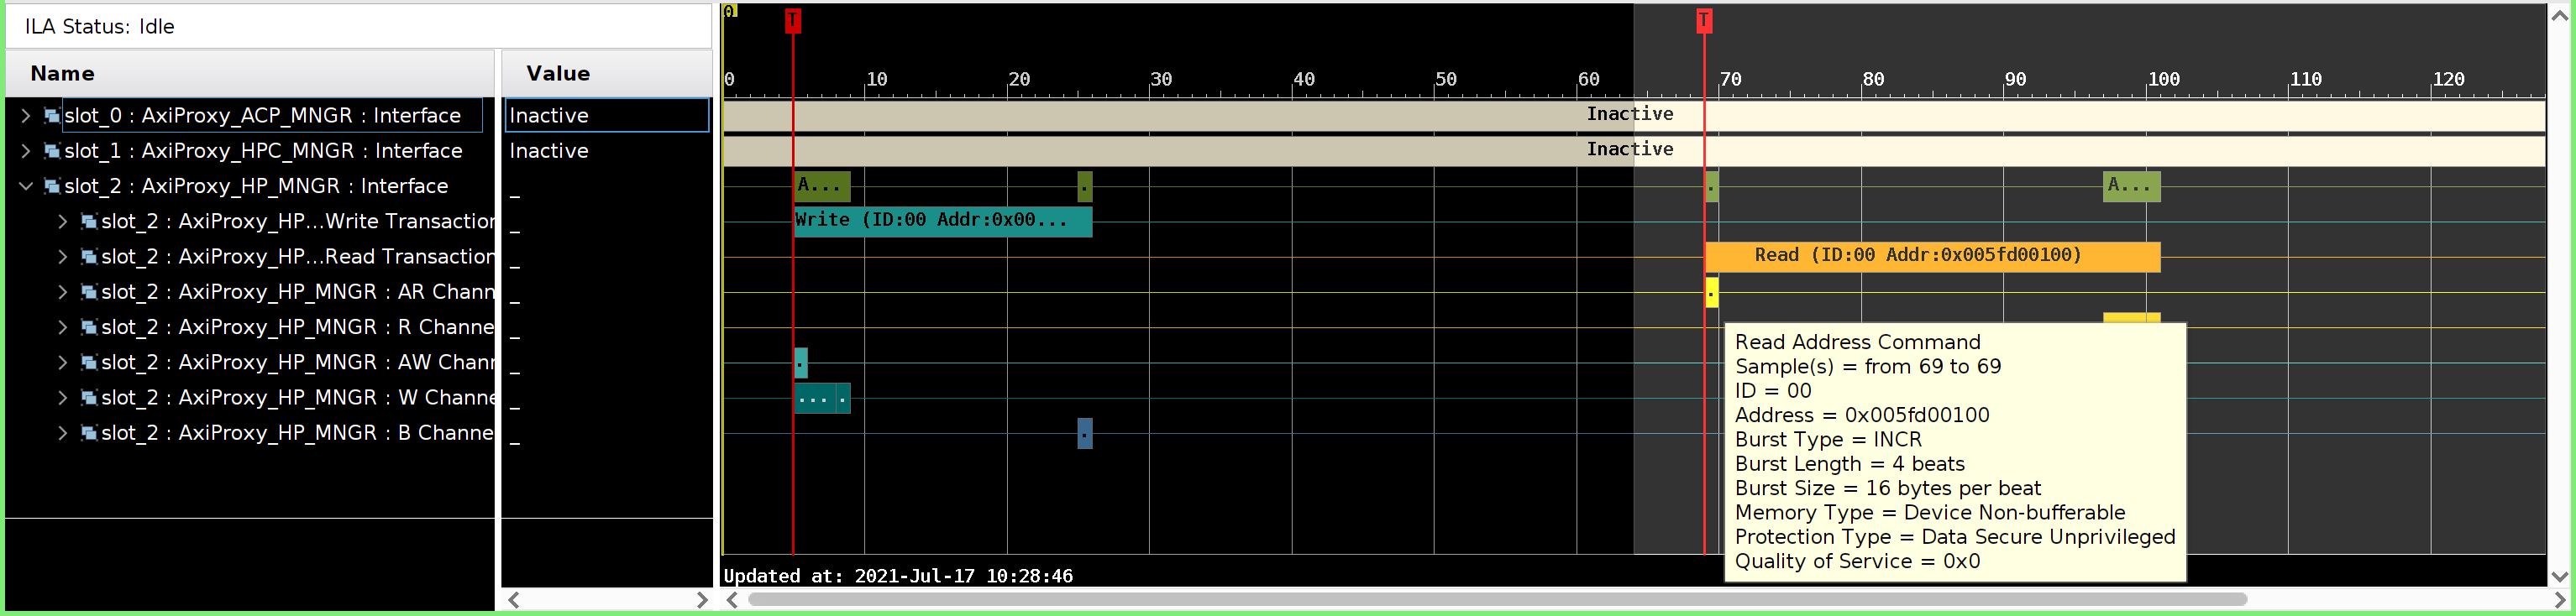 ILA Status: Idle
Name
Value
slot_0 : AxiProxy_ACP_MNGR : Interface
Inactive
slot_1 : AxiProxy_HPC_MNGR : Interface
Inactive
slot_2 : AxiProxy_HP_MNGR : Interface
_
slot_2 : AxiProxy_HP...Write Transaction
_
slot_2 : AxiProxy_HP...Read Transaction
_
slot_2 : AxiProxy_HP_MNGR : AR Chann
_
slot_2 : AxiProxy_HP_MNGR : R Channe
_
slot_2 : AxiProxy_HP_MNGR : AW Chann
_
slot_2 : AxiProxy_HP_MNGR : W Channe
_
slot_2 : AxiProxy_HP_MNGR : B Channe
_
0
T T
0 10 20 30 40 50 60 70 80 90 100 110 120
Inactive
Inactive
A... . . A...
Write (ID:00 Addr:0x00...
Read (ID:00 Addr:0x005fd00100)
.
.
... .
.
Read Address Command
Sample(s) = from 69 to 69
ID = 00
Address = 0x005fd00100
Burst Type = INCR
Burst Length = 4 beats
Burst Size = 16 bytes per beat
Memory Type = Device Non-bufferable
Protection Type = Data Secure Unprivileged
Quality of Service = 0x0
Updated at: 2021-Jul-17 10:28:46